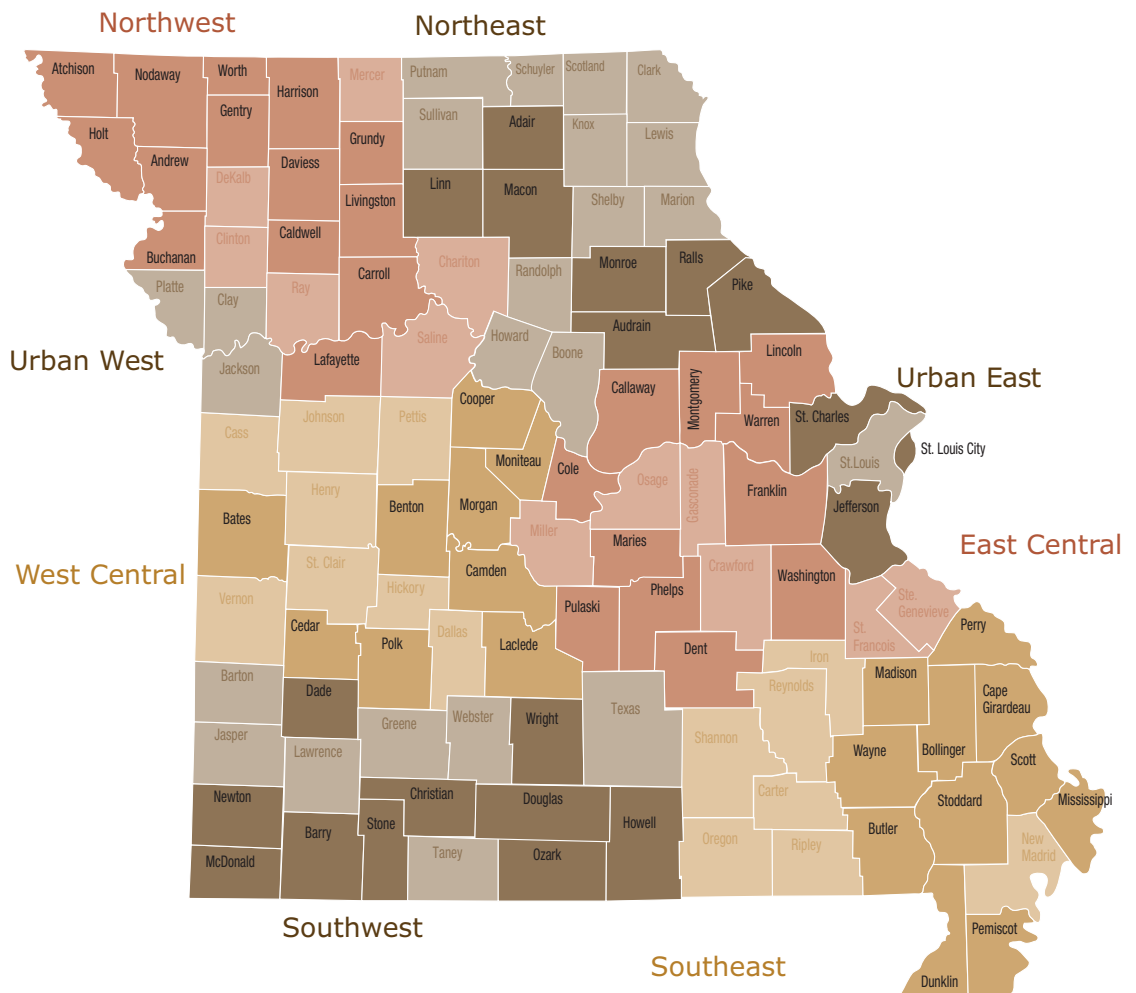 Northwest
Northeast
Atchison
Nodaway
Worth
Harrison
Mercer
Putnam
Schuyler
Scotland
Clark
Holt
Gentry
Grundy
Sullivan
Adair
Knox
Lewis
Andrew
DeKalb
Daviess
Livingston
Linn
Macon
Shelby
Marion
Buchanan
Clinton
Caldwell
Carroll
Chariton
Randolph
Monroe
Ralls
Pike
Platte
Clay
Ray
Audrain
Urban West
Jackson
Lafayette
Saline
Howard
Boone
Callaway
Montgomery
Lincoln
Warren
Urban East
St. Charles
St.Louis
St. Louis City
Cass
Johnson
Pettis
Cooper
Moniteau
Cole
Osage
Gasconade
Franklin
Jefferson
Bates
Henry
Benton
Morgan
Miller
Maries
East Central
West Central
St. Clair
Hickory
Camden
Pulaski
Phelps
Crawford
Washington
Ste.
Genevieve
St.
Francois
Perry
Vernon
Cedar
Polk
Dallas
Laclede
Dent
Iron
Reynolds
Madison
Cape
Girardeau
Barton
Dade
Greene
Webster
Wright
Texas
Shannon
Wayne
Bollinger
Scott
Jasper
Lawrence
Christian
Douglas
Howell
Carter
Stoddard
Mississippi
Newton
Barry
Stone
Taney
Ozark
Oregon
Ripley
Butler
New
Madrid
McDonald
Southwest
Southeast
Pemiscot
Dunklin